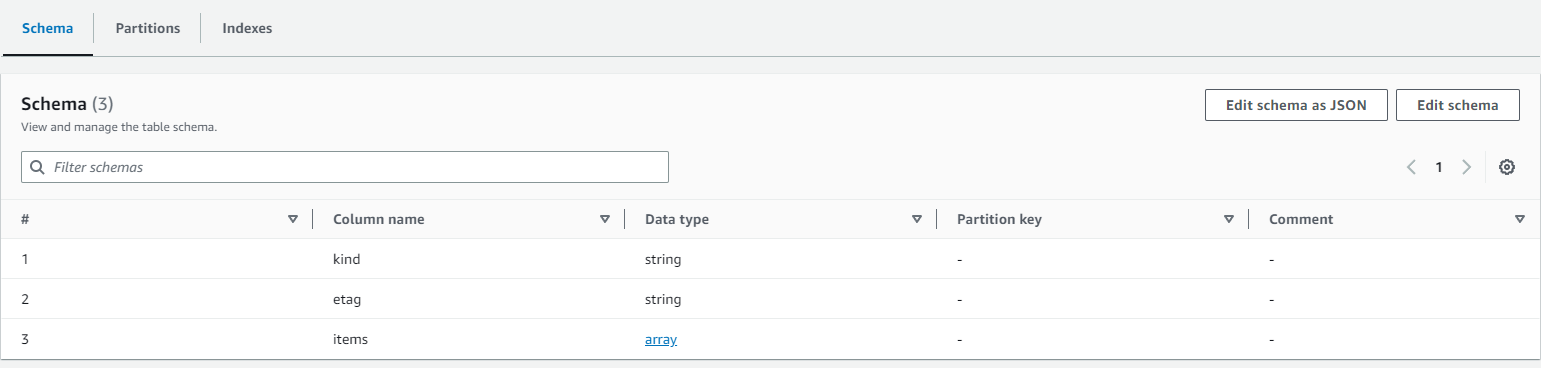 Schema Partitions Indexes
Schema (3) Edit schema as JSON Edit schema
View and manage the table schema.
Filter schemas 1
# Column name Data type Partition key Comment
1 kind string - -
2 etag string - -
3 items array - -